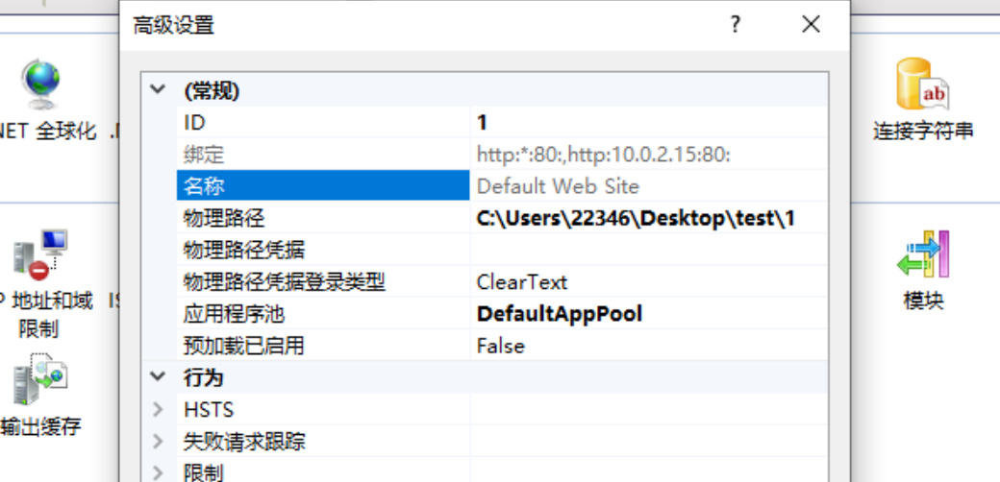 高级设置
?
(常规)
ID 1
绑定 http:*:80:,http:10.0.2.15:80:
名称 Default Web Site
物理路径 C:\Users\22346\Desktop\test\1
物理路径凭据
物理路径凭据登录类型 ClearText
应用程序池 DefaultAppPool
预加载已启用 False
行为
HSTS
失败请求跟踪
限制
NET 全球化
地址和域
限制
输出缓存
ab
连接字符串
模块